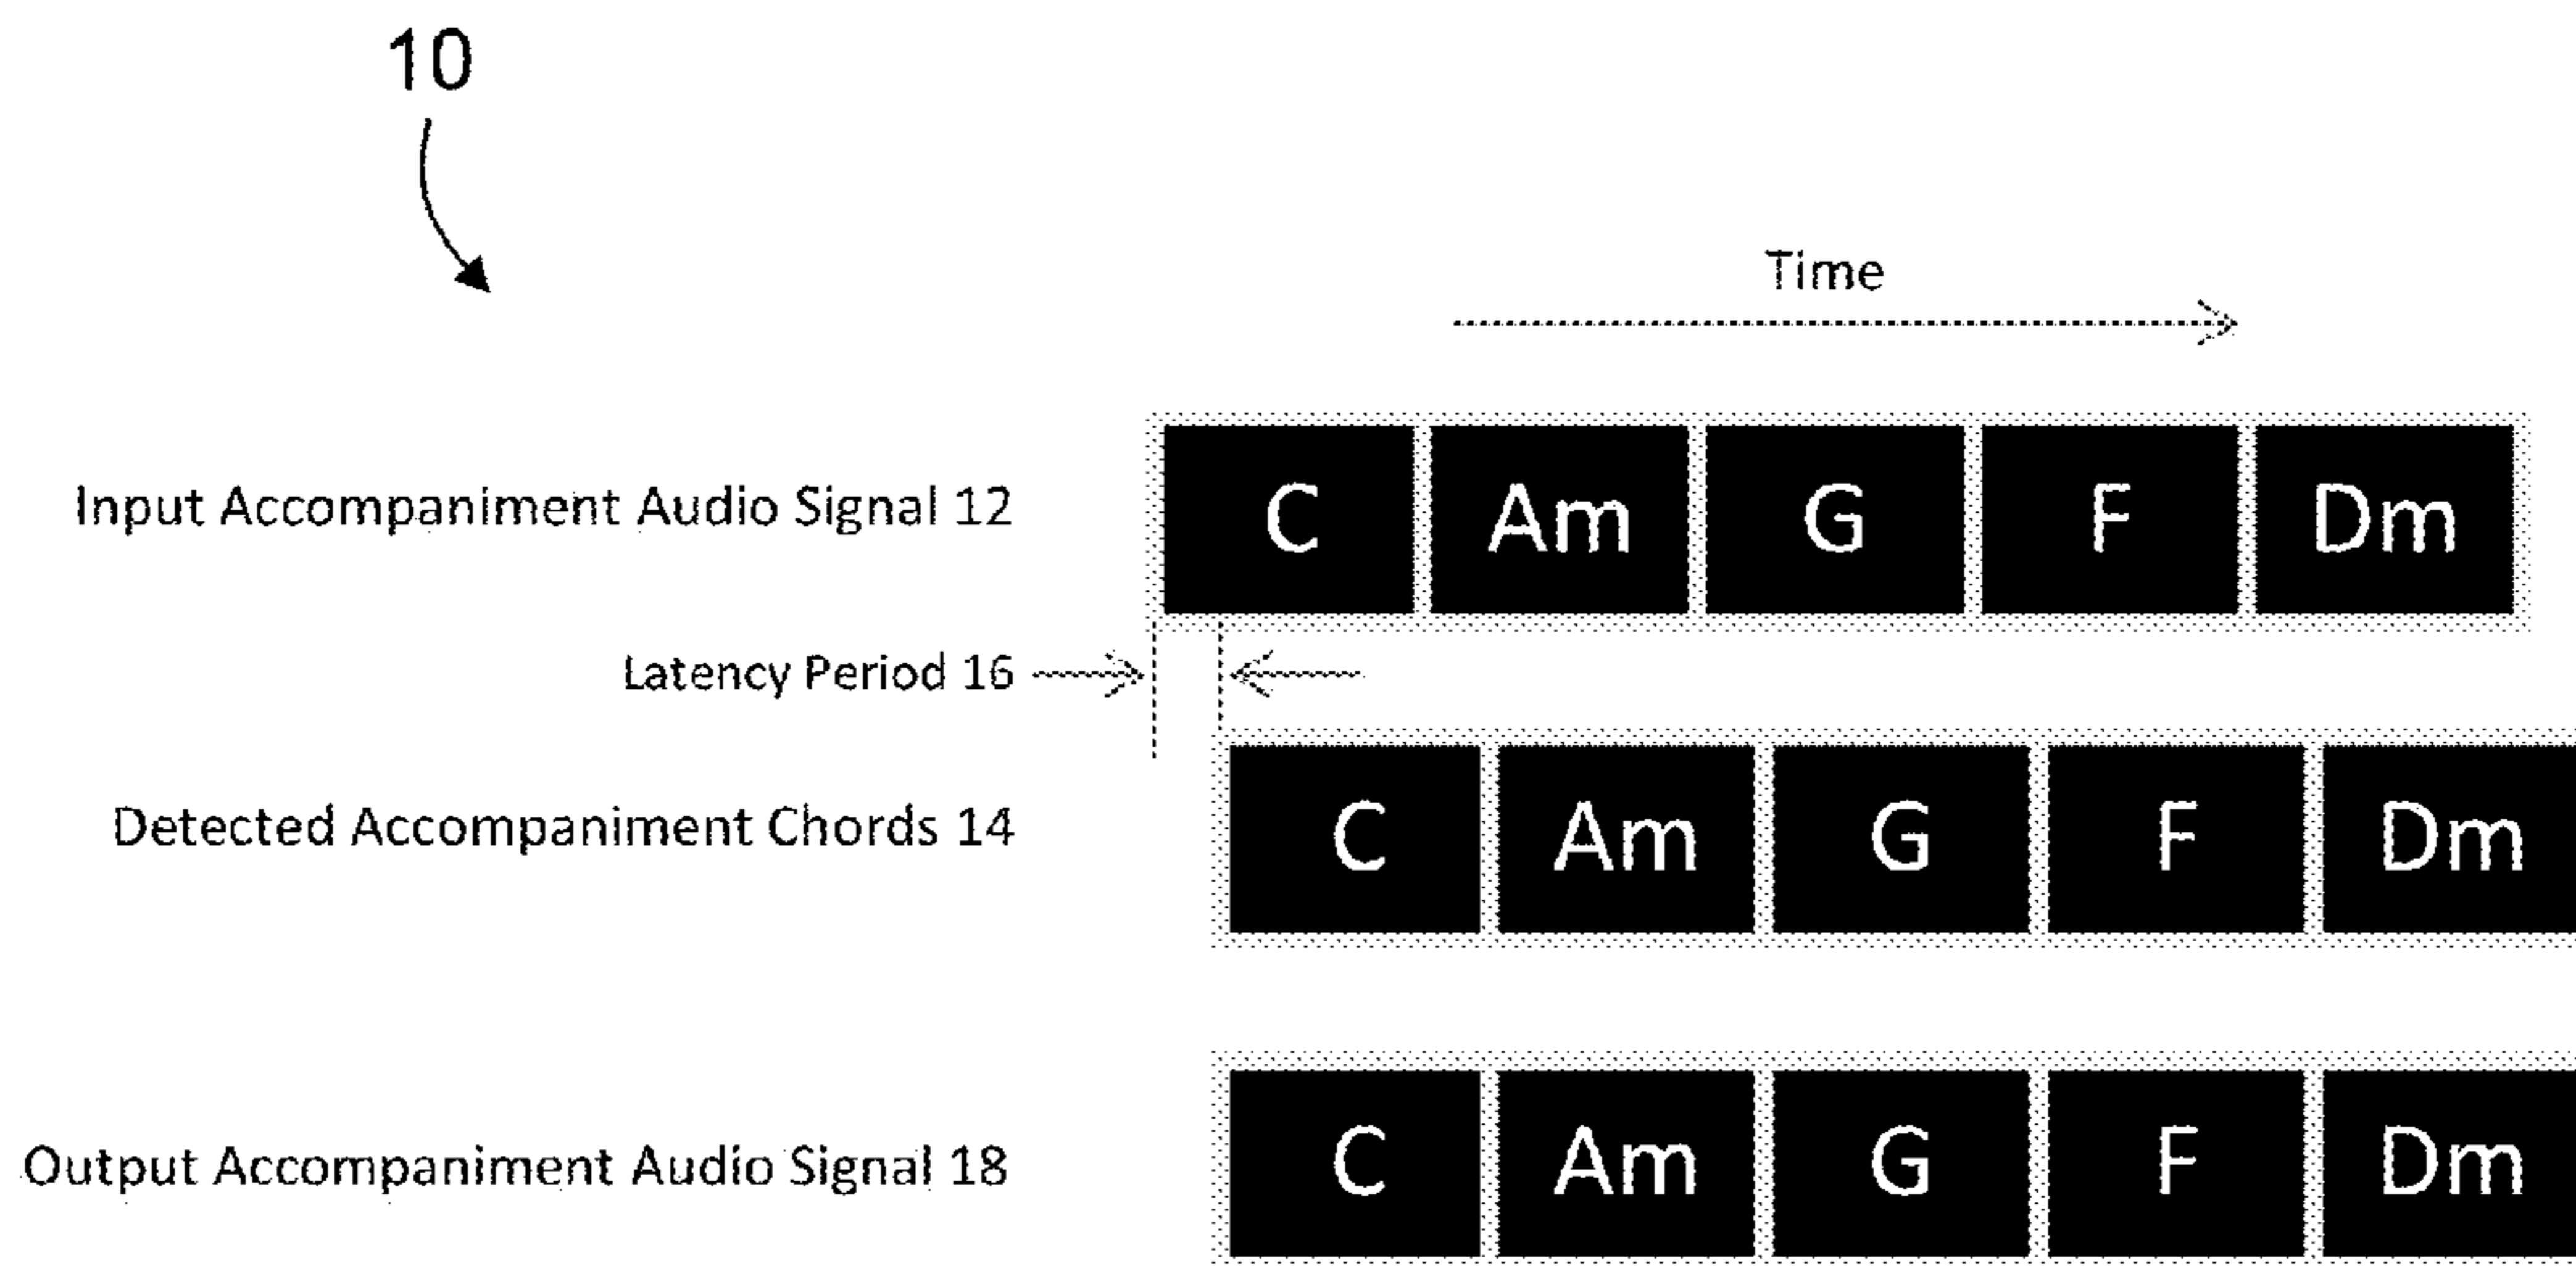 10
Time
Input Accompaniment Audio Signal 12 C Am G F Dm
Latency Period 16
Detected Accompaniment Chords 14 C Am G F Dm
Output Accompaniment Audio Signal 18 C Am G F Dm